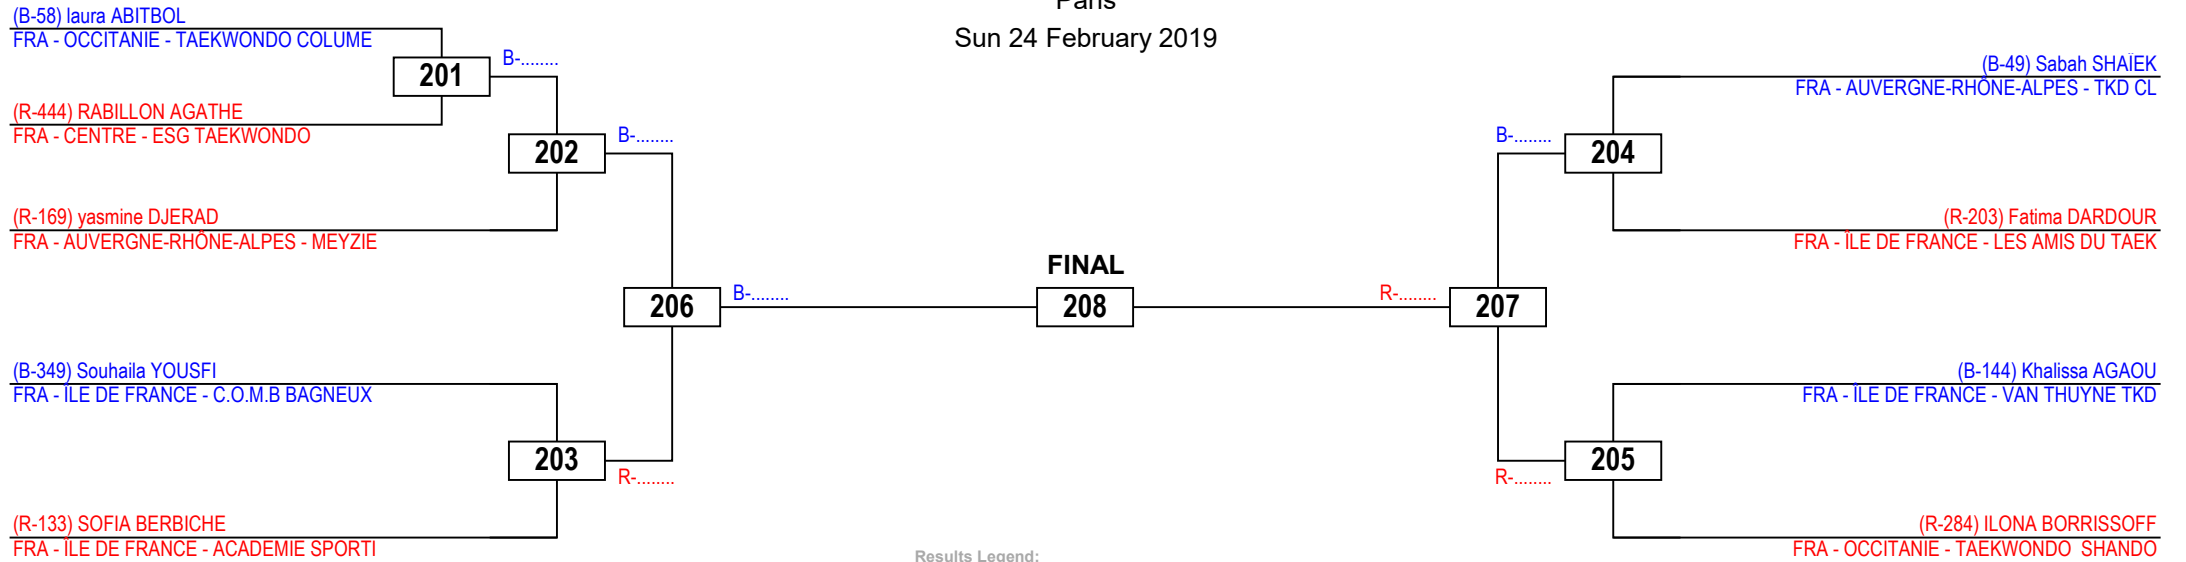 Paris
Sun 24 February 2019
(B-58) laura ABITBOL
FRA - OCCITANIE - TAEKWONDO COLUME
201
B-........
(R-444) RABILLON AGATHE
FRA - CENTRE - ESG TAEKWONDO
202
B-........
(R-169) yasmine DJERAD
FRA - AUVERGNE-RHÔNE-ALPES - MEYZIE
206
B-........
(B-349) Souhaila YOUSFI
FRA - ÎLE DE FRANCE - C.O.M.B BAGNEUX
203
R-........
(R-133) SOFIA BERBICHE
FRA - ÎLE DE FRANCE - ACADEMIE SPORTI
FINAL
208
(B-49) Sabah SHAÏEK
FRA - AUVERGNE-RHÔNE-ALPES - TKD CL
B-........
204
(R-203) Fatima DARDOUR
FRA - ÎLE DE FRANCE - LES AMIS DU TAEK
R-........
207
(B-144) Khalissa AGAOU
FRA - ÎLE DE FRANCE - VAN THUYNE TKD
R-........
205
(R-284) ILONA BORRISSOFF
FRA - OCCITANIE - TAEKWONDO  SHANDO
Results Legend: